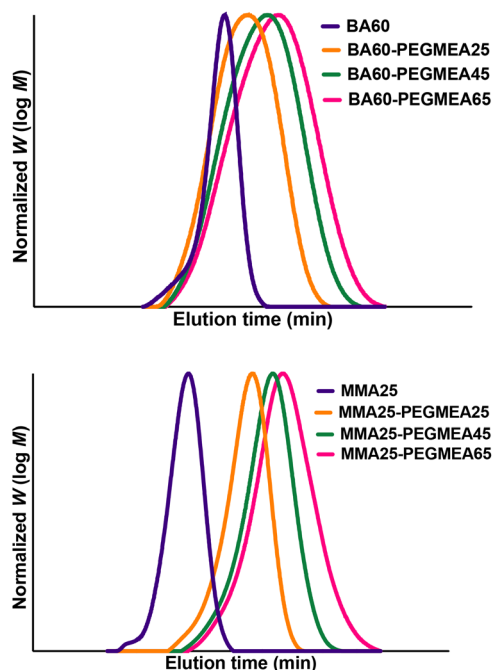 BA60
BA60-PEGMEA25
BA60-PEGMEA45
BA60-PEGMEA65
Normalized W (log M)
Elution time (min)
MMA25
MMA25-PEGMEA25
MMA25-PEGMEA45
MMA25-PEGMEA65
Normalized W (log M)
Elution time (min)